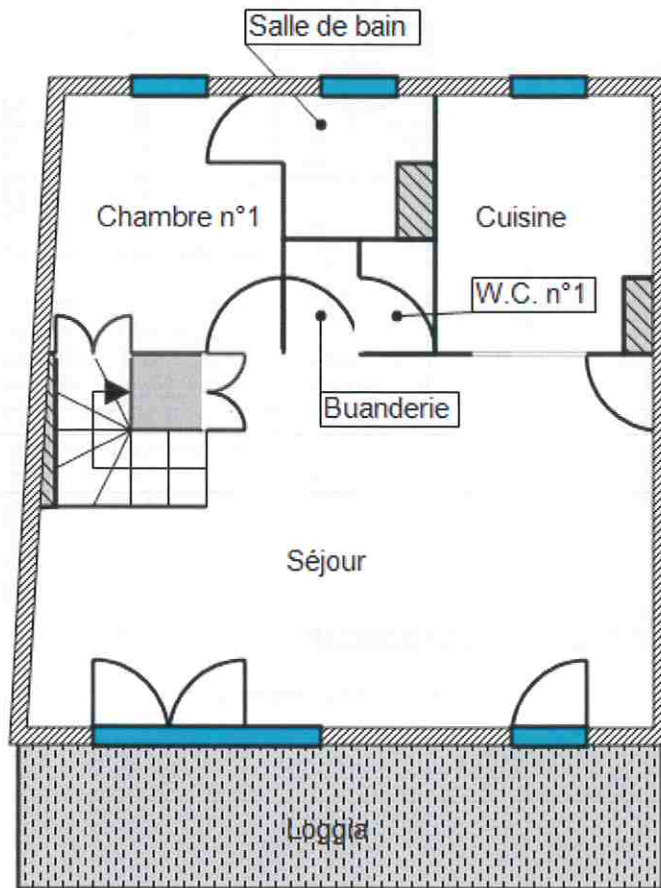 Salle de bain
Chambre n°1
Cuisine
W.C. n°1
Buanderie
Séjour
Loggia